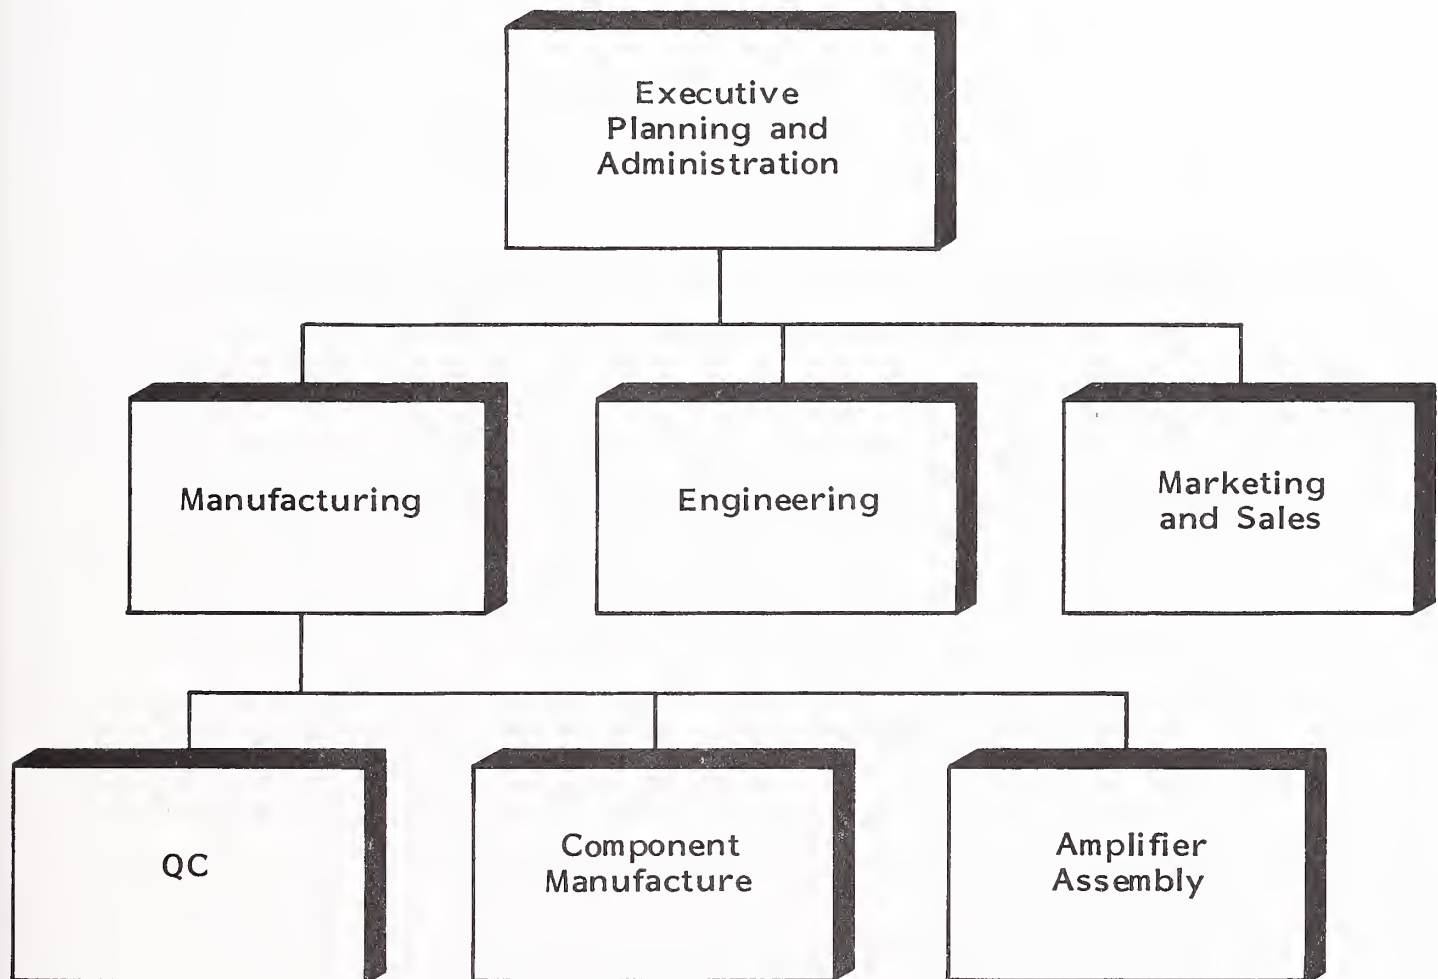 Executive
Planning and
Administration
Manufacturing
Engineering
Marketing
and Sales
QC
Component
Manufacture
Amplifier
Assembly